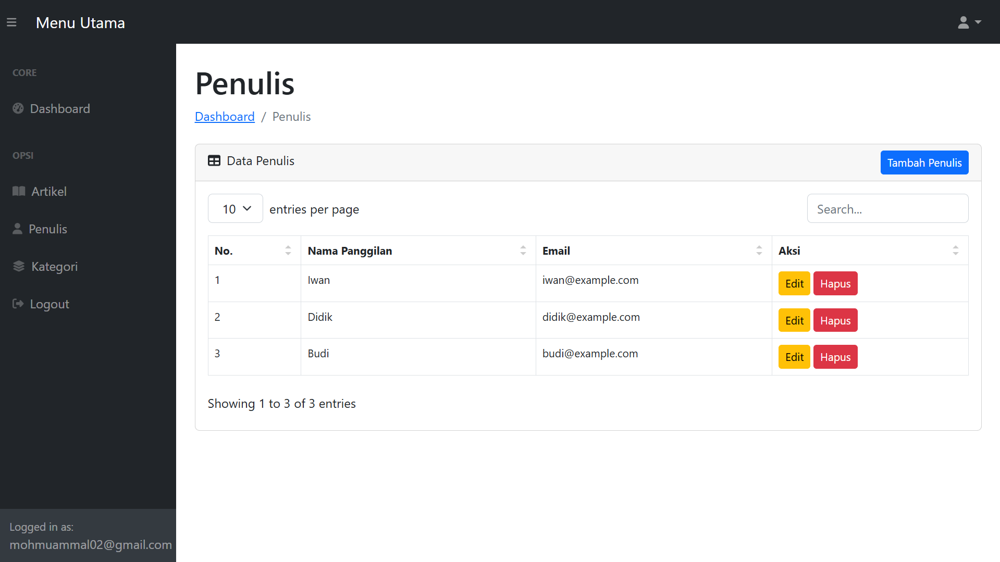 Menu Utama
CORE
Dashboard
OPSI
Artikel
Penulis
Kategori
Logout
Logged in as:
mohmuammal02@gmail.com
Penulis
Dashboard / Penulis
Data Penulis
Tambah Penulis
10 entries per page
Search...
No. Nama Panggilan Email Aksi
1 Iwan iwan@example.com Edit Hapus
2 Didik didik@example.com Edit Hapus
3 Budi budi@example.com Edit Hapus
Showing 1 to 3 of 3 entries